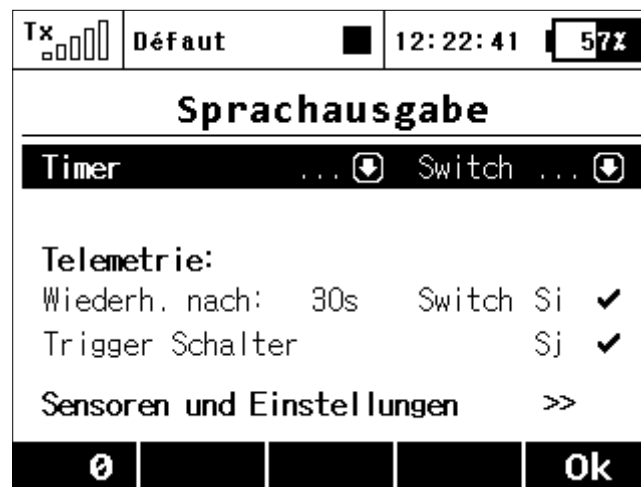 Tx Défaut 12:22:41 57%
Sprachausgabe
Timer ... Switch ...
Telemetrie:
Wiederh. nach: 30s Switch Si ✔
Trigger Schalter Sj ✔
Sensoren und Einstellungen >>
0 Ok